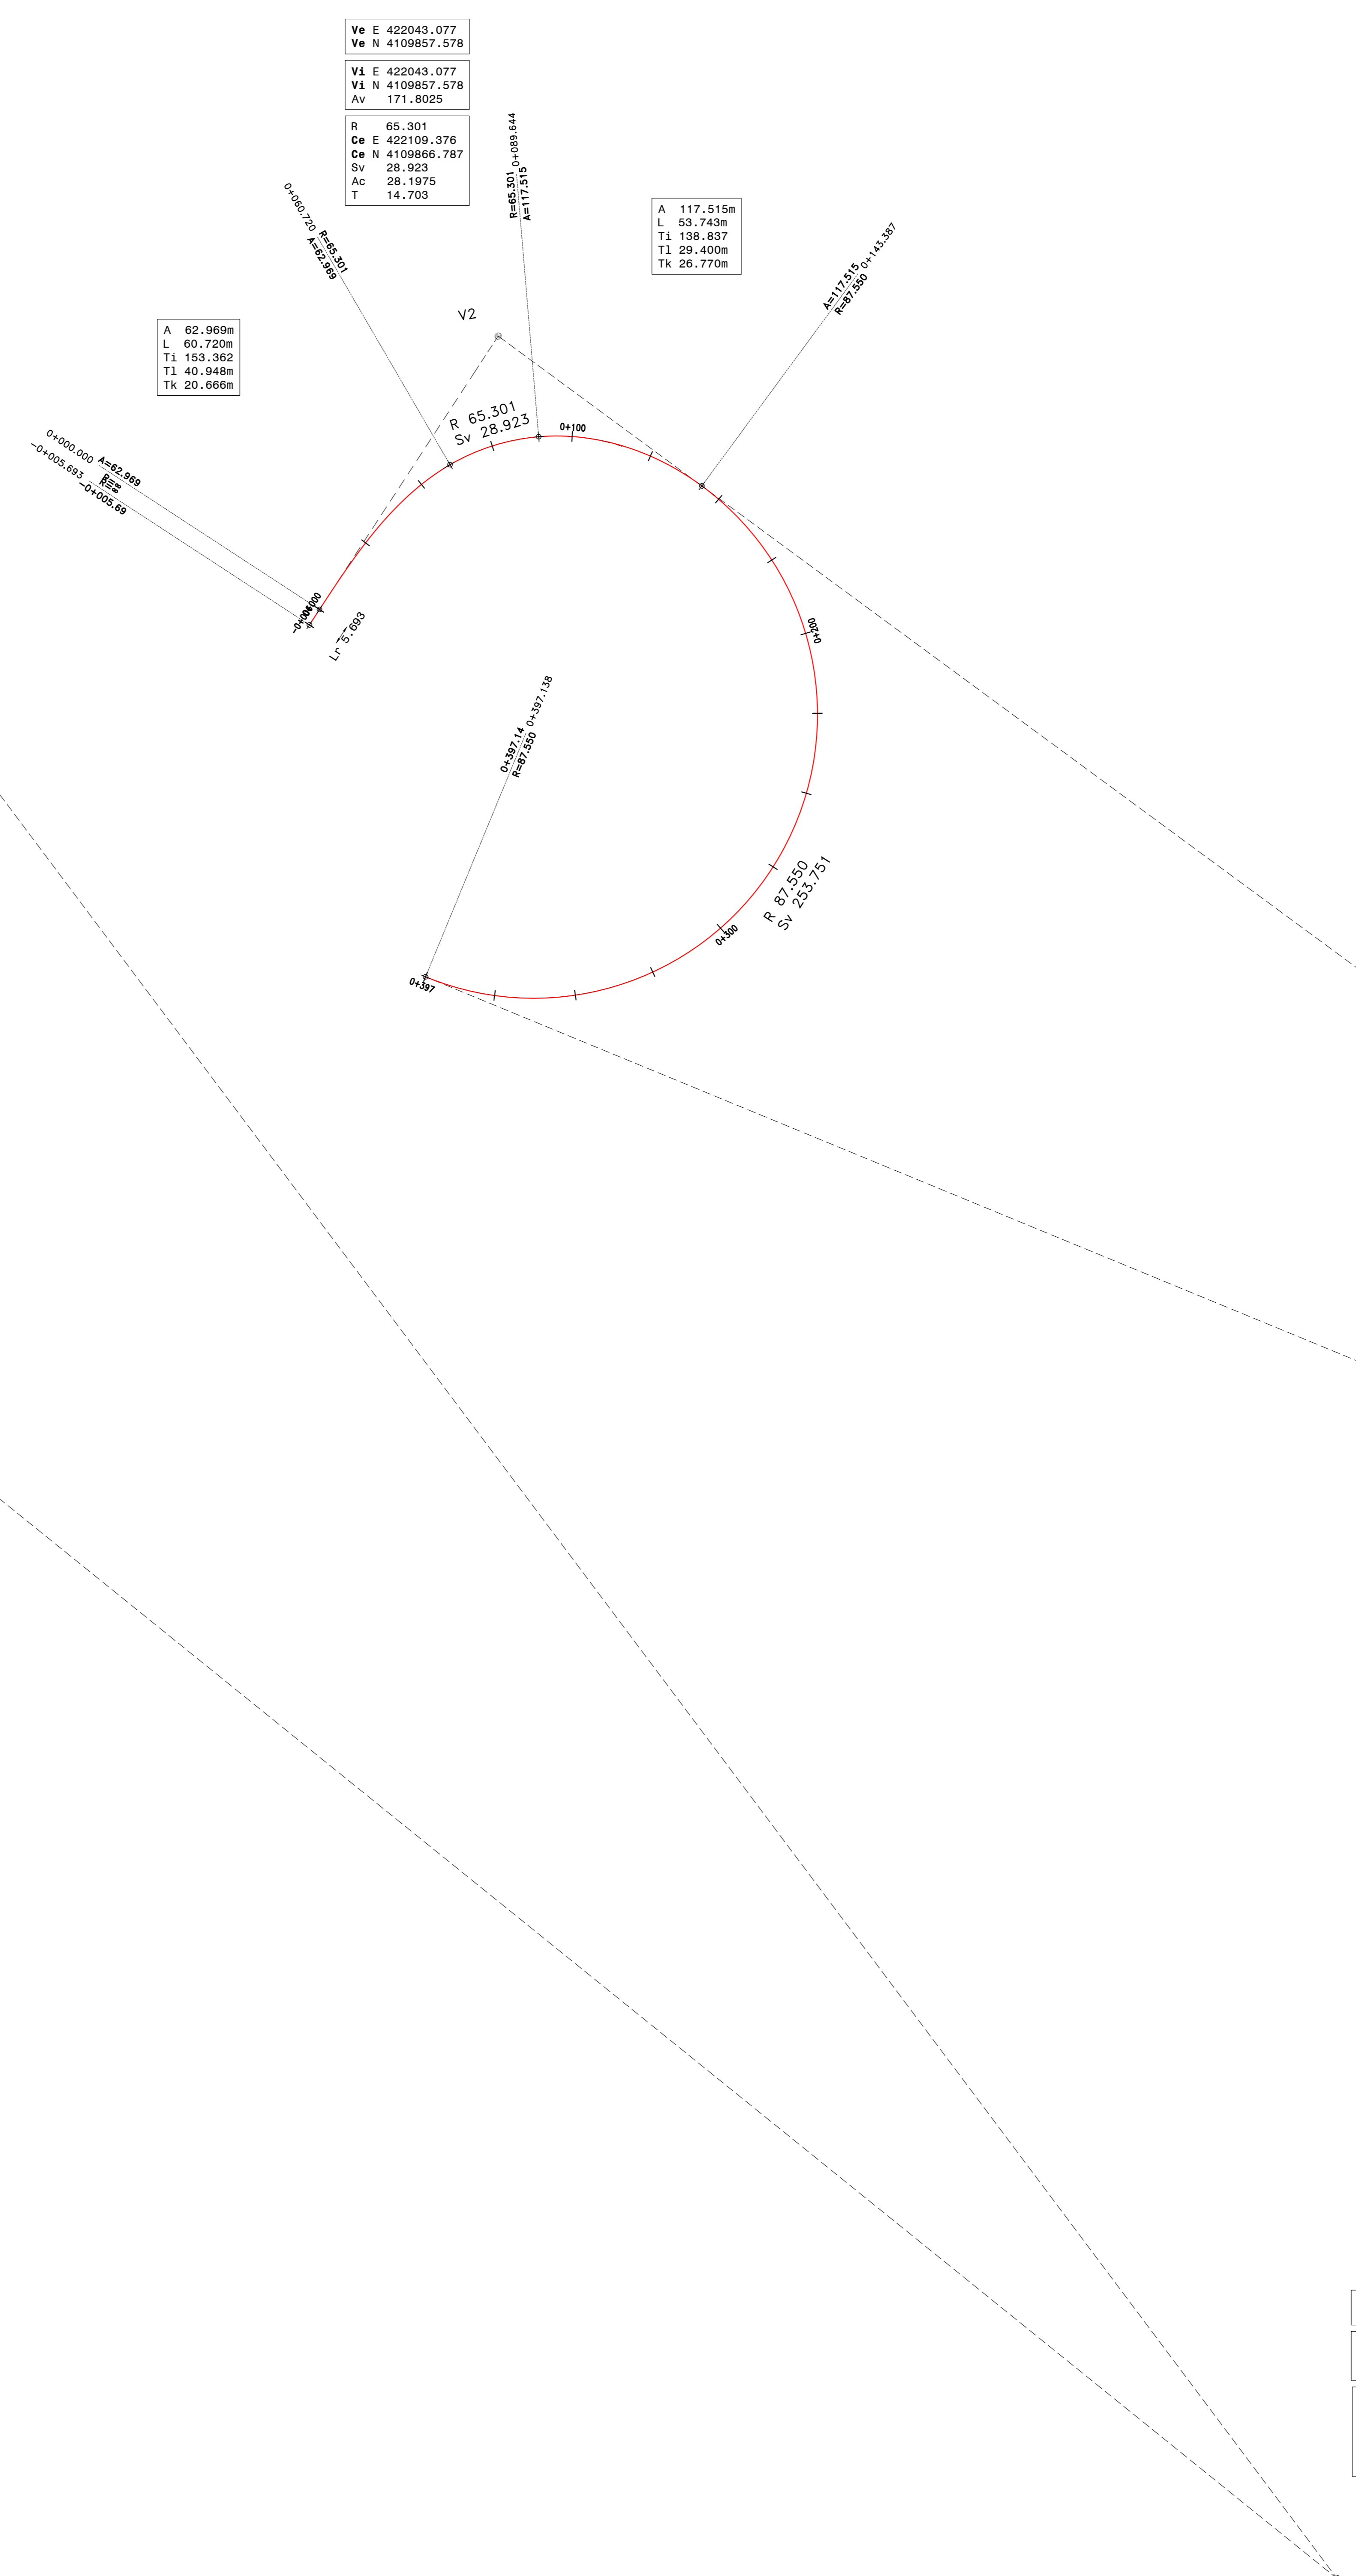 Ve E 422043.077
Ve N 4109857.578
Vi E 422043.077
Vi N 4109857.578
Av 171.8025
R 65.301
Ce E 422109.376
Ce N 4109866.787
Sv 28.923
Ac 28.1975
T 14.703
R=65.301 0+089.644
A=117.515
0+060.720 R=65.301
A=62.969
A 117.515m
L 53.743m
Ti 138.837
Tl 29.400m
Tk 26.770m
A=117.515 0+143.387
R=87.550
V2
A 62.969m
L 60.720m
Ti 153.362
Tl 40.948m
Tk 20.666m
R 65.301
Sv 28.923
0+100
0+000.000 A=62.969
R=∞
-0+005.693 R=∞
-0+005.69
-0+006
0+000
Lr 5.693
0+200
0+397.14 0+397.138
R=87.550
R 87.550
Sv 253.751
0+300
0+397